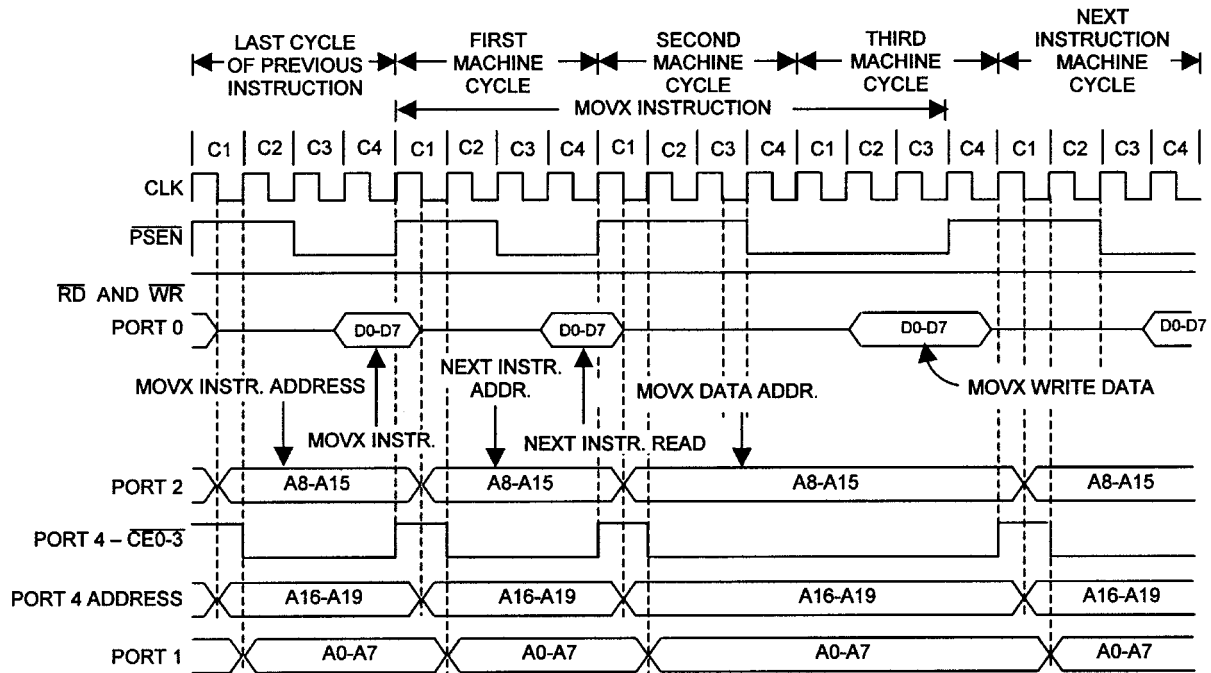 LAST CYCLE
OF PREVIOUS
INSTRUCTION
FIRST
MACHINE
CYCLE
SECOND
MACHINE
CYCLE
THIRD
MACHINE
CYCLE
NEXT
INSTRUCTION
MACHINE
CYCLE
MOVX INSTRUCTION
C1 C2 C3 C4 C1 C2 C3 C4 C1 C2 C3 C4 C1 C2 C3 C4 C1 C2 C3 C4
CLK
PSEN
RD AND WR
PORT 0 D0-D7 D0-D7 D0-D7 D0-D7
MOVX INSTR. ADDRESS
MOVX INSTR.
NEXT INSTR.
ADDR.
NEXT INSTR. READ
MOVX DATA ADDR.
MOVX WRITE DATA
PORT 2 A8-A15 A8-A15 A8-A15 A8-A15
PORT 4 – CE0-3
PORT 4 ADDRESS A16-A19 A16-A19 A16-A19 A16-A19
PORT 1 A0-A7 A0-A7 A0-A7 A0-A7